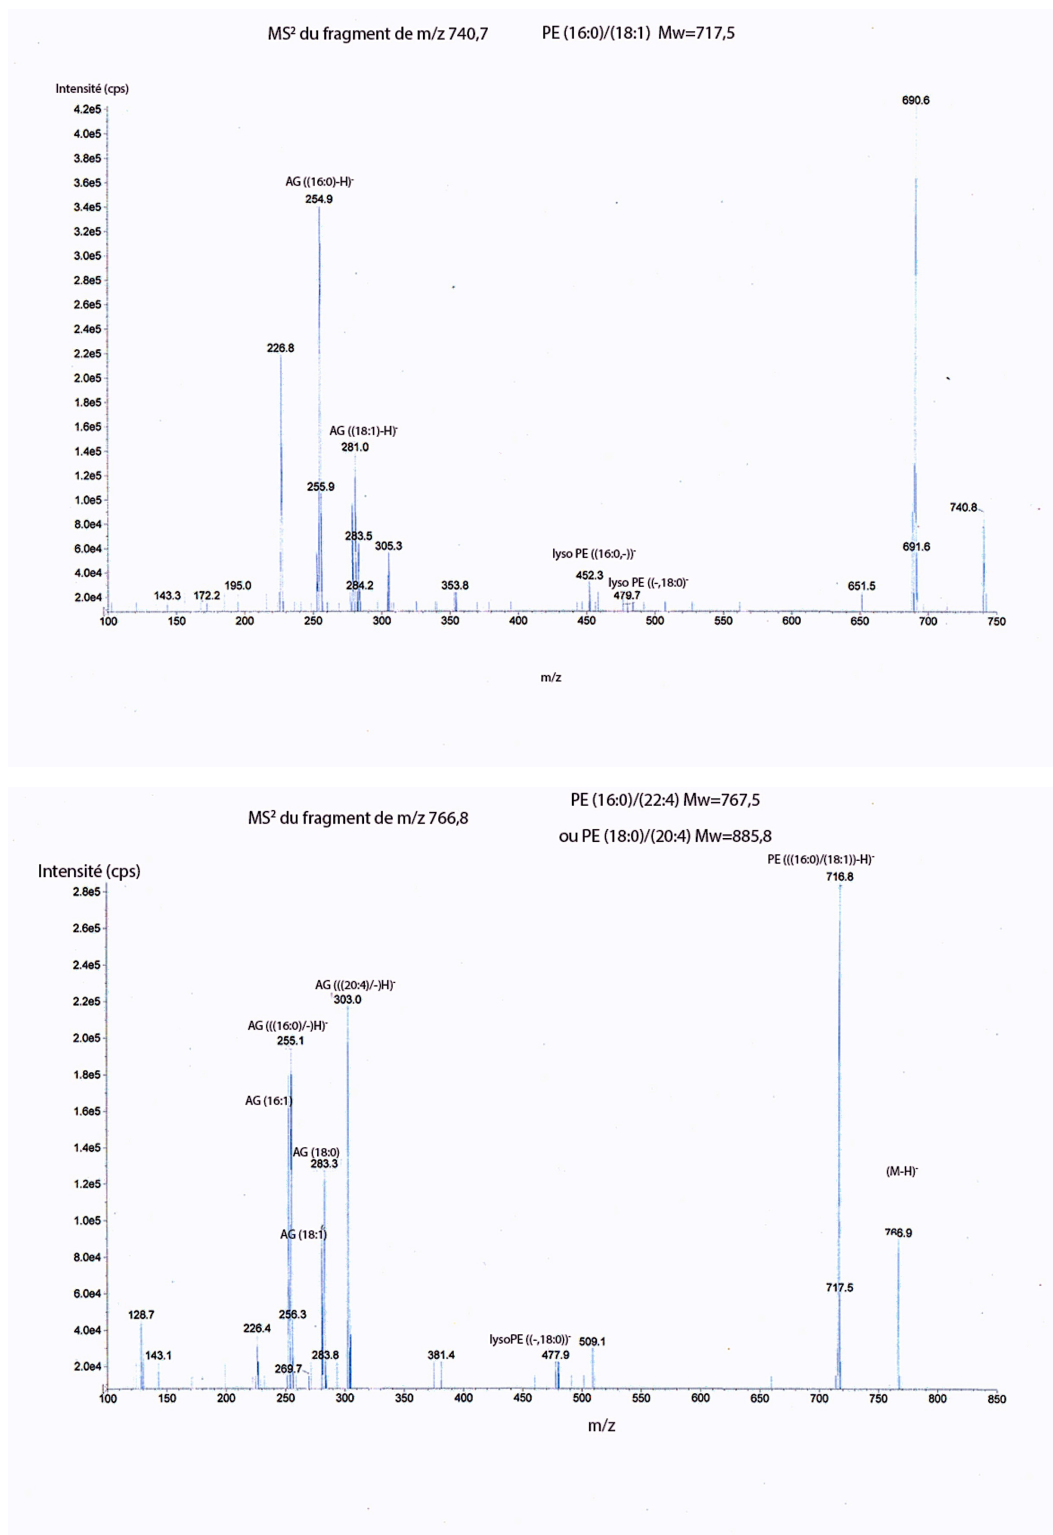 MS² du fragment de m/z 740,7 PE (16:0)/(18:1) Mw=717,5
Intensité (cps)
690.6
4.2e5
4.0e5
3.8e5
3.6e5
AG ((16:0)-H)⁻
254.9
3.4e5
3.2e5
3.0e5
2.8e5
2.6e5
2.4e5
2.2e5
226.8
2.0e5
1.8e5
1.6e5
AG ((18:1)-H)⁻
281.0
1.4e5
1.2e5
255.9
1.0e5
740.8
8.0e4
283.5
6.0e4
305.3
691.6
lyso PE ((16:0,-))⁻
452.3
lyso PE ((-,18:0)⁻
479.7
4.0e4
2.0e4
143.3 172.2 195.0 284.2 353.8 651.5
100 150 200 250 300 350 400 450 500 550 600 650 700 750
m/z
MS² du fragment de m/z 766,8
PE (16:0)/(22:4) Mw=767,5
ou PE (18:0)/(20:4) Mw=885,8
Intensité (cps)
PE (((16:0)/(18:1))-H)⁻
716.8
2.8e5
2.6e5
2.4e5
AG (((20:4)/-)H)⁻
303.0
2.2e5
AG (((16:0)/-)H)⁻
255.1
2.0e5
1.8e5
AG (16:1)
1.6e5
1.4e5
AG (18:0)
283.3
(M-H)⁻
1.2e5
AG (18:1)
1.0e5
766.9
8.0e4
6.0e4
717.5
128.7
256.3
226.4
4.0e4
lysoPE ((-,18:0))⁻
477.9
509.1
143.1
269.7
283.8
381.4
2.0e4
100 150 200 250 300 350 400 450 500 550 600 650 700 750 800 850
m/z